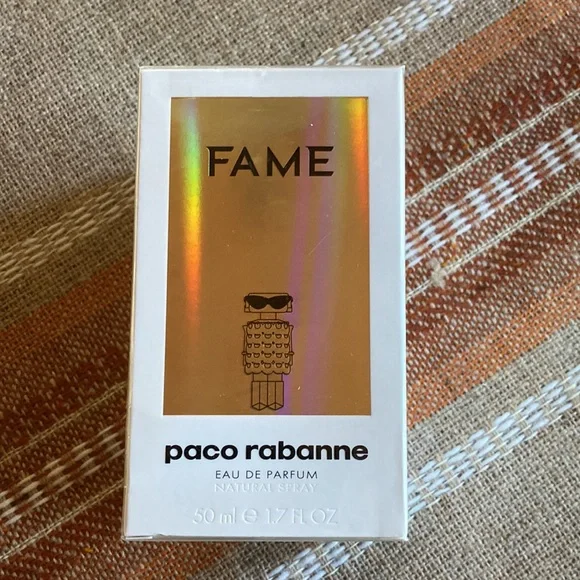 FAME
paco rabanne
EAU DE PARFUM
NATURAL SPRAY
50 ml e 1.7 FL OZ